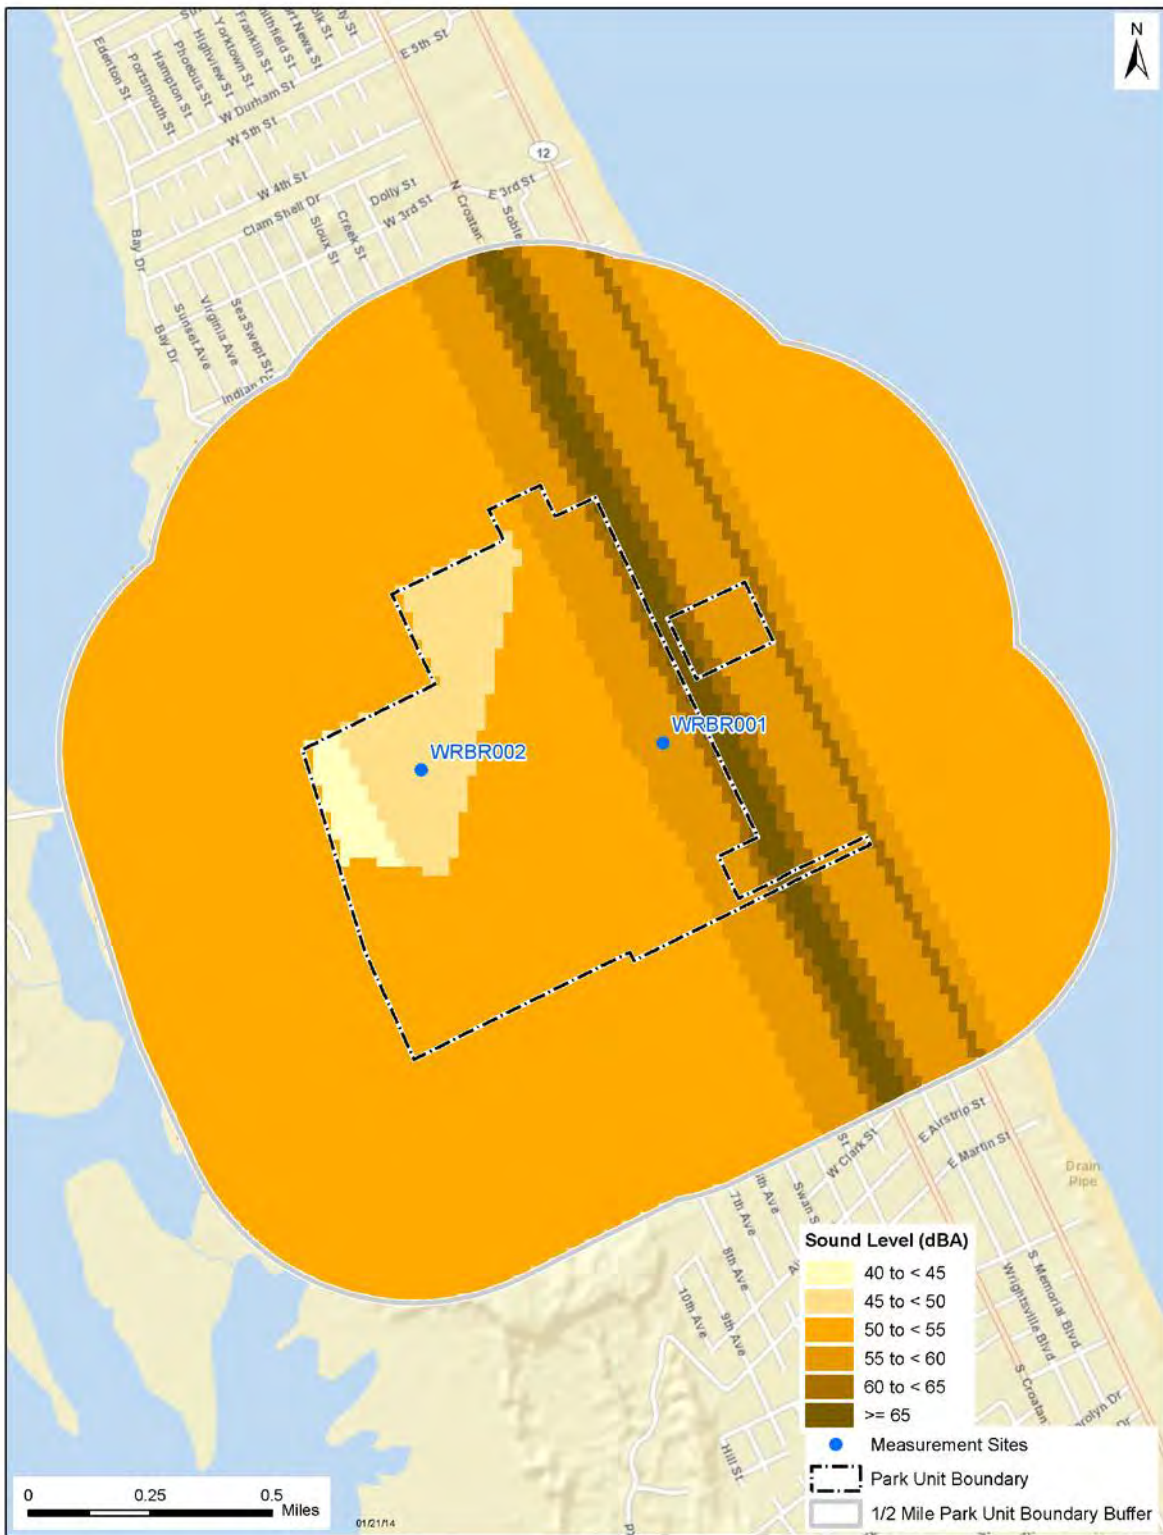 N
E 5th St
Edenton St
Portsmouth St
Hampton St
Phoebus St
Highview St
Yorktown St
Franklin St
W Durham St
W 5th St
12
W 4th St
Dolly St
E 3rd St
N Croatan
Soble
Clam Shell Dr
W 3rd St
Creek St
Sioux St
Bay Dr
Sea Swept St
Virginia Ave
Sunset Ave
Bay Dr
Indian
WRBR001
WRBR002
E Airstrip St
W Clark St
E Martin St
Drain
Pipe
7th Ave
8th Ave
9th Ave
10th Ave
Swan S
S Memorial Blvd
Wrightsville Blvd
S Croatan
Hill St
Sound Level (dBA)
40 to < 45
45 to < 50
50 to < 55
55 to < 60
60 to < 65
>= 65
Measurement Sites
Park Unit Boundary
1/2 Mile Park Unit Boundary Buffer
0 0.25 0.5
Miles
01/21/14